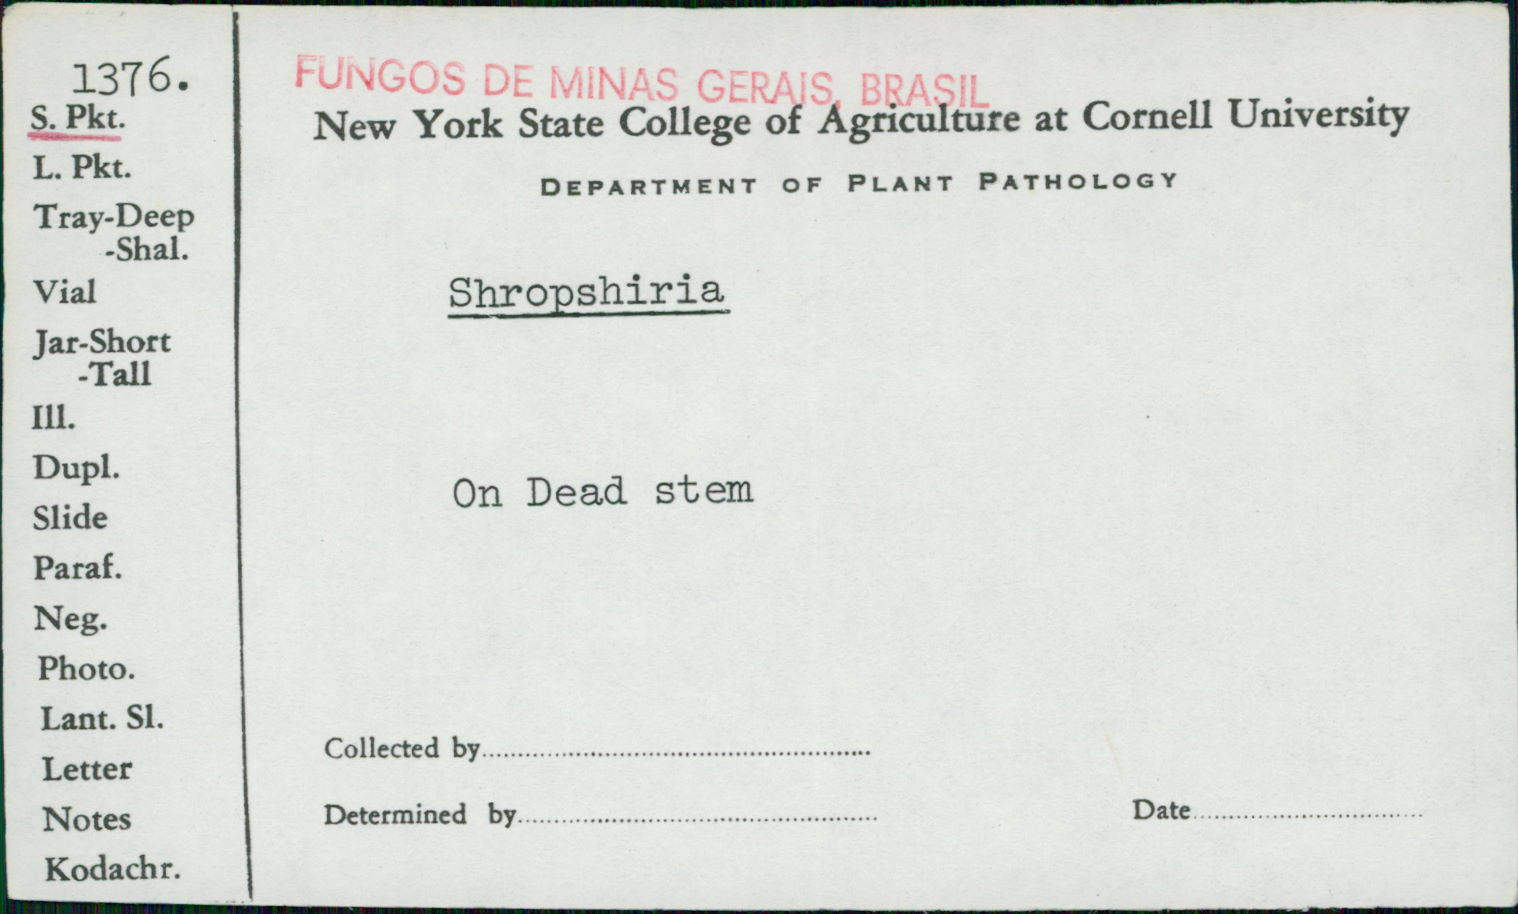 1376.
S. Pkt.
L. Pkt.
Tray-Deep
-Shal.
Vial
Jar-Short
-Tall
Ill.
Dupl.
Slide
Paraf.
Neg.
Photo.
Lant. Sl.
Letter
Notes
Kodachr.
FUNGOS DE MINAS GERAIS, BRASIL
New York State College of Agriculture at Cornell University
DEPARTMENT OF PLANT PATHOLOGY
Shropshiria
On Dead stem
Collected by
Determined by
Date